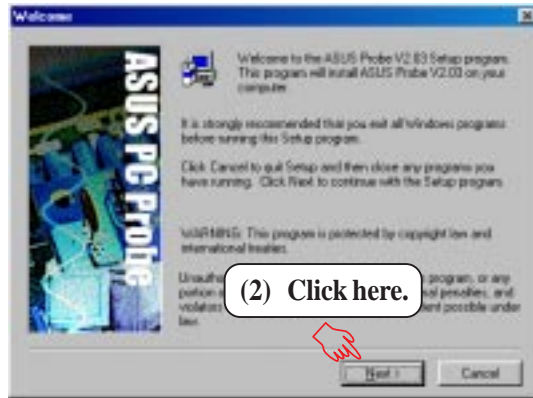 Welcome
ASUS PC Probe
Welcome to the ASUS Probe V2.03 Setup program.
This program will install ASUS Probe V2.03 on your
computer.
It is strongly recommended that you exit all Windows programs
before running this Setup program.
Click Cancel to quit Setup and then close any programs you
have running. Click Next to continue with the Setup program.
WARNING: This program is protected by copyright law and
international treaties.
program, or any
portion penalties, and
violators possible under
law.
(2) Click here.
Next >
Cancel